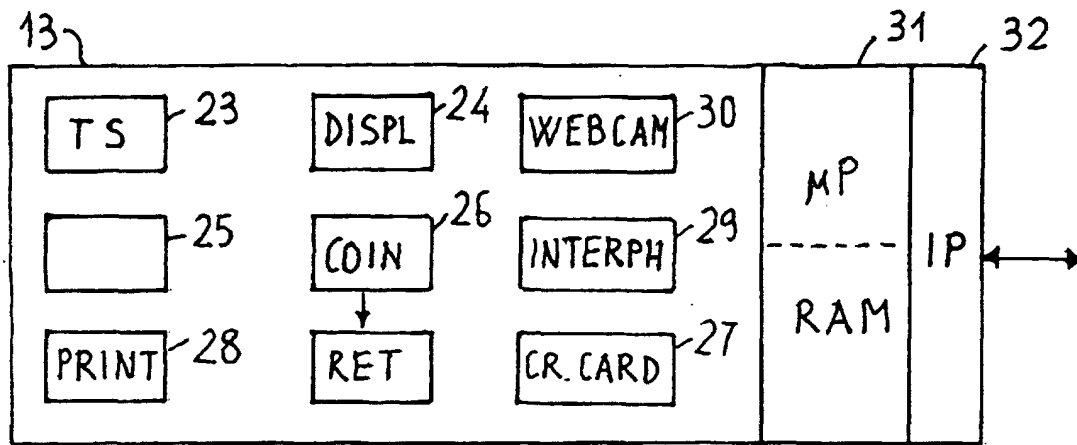 13 31 32
TS 23 DISPL 24 WEBCAM 30
μP
25 COIN 26 INTERPH 29 IP
RAM
PRINT 28 RET CR. CARD 27